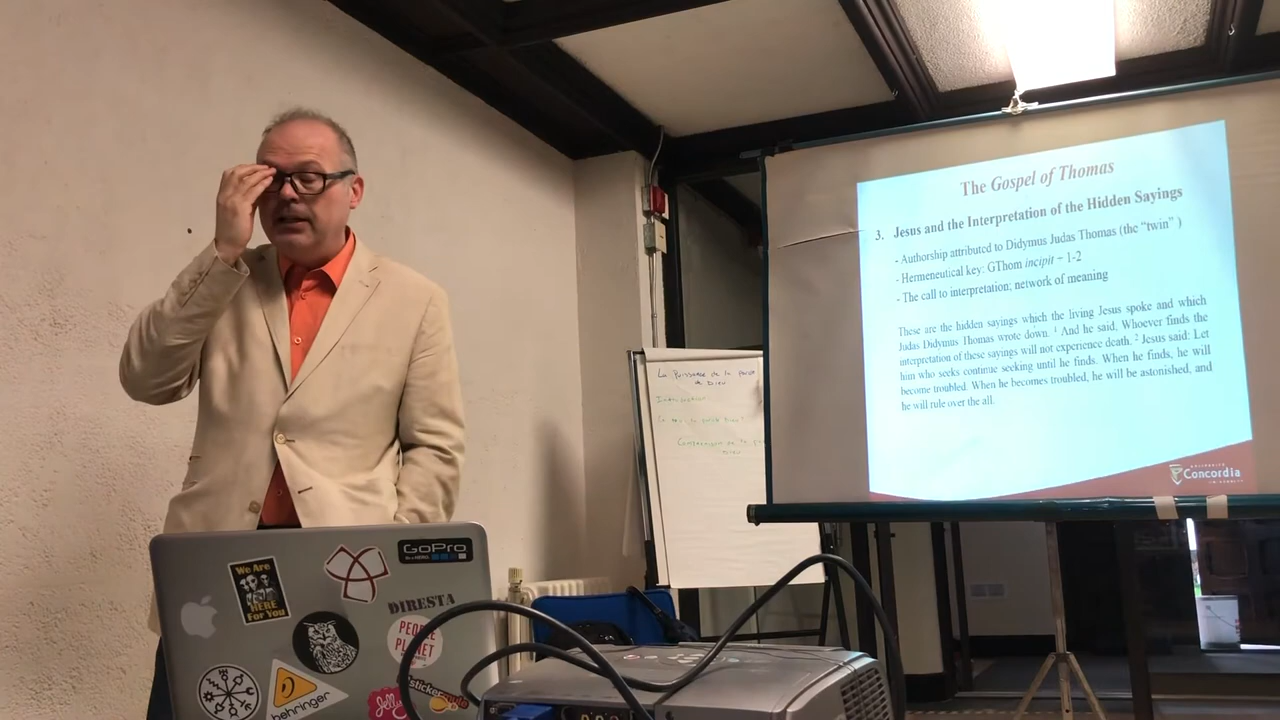 The Gospel of Thomas
3. Jesus and the Interpretation of the Hidden Sayings
- Authorship attributed to Didymus Judas Thomas (the “twin” )
- Hermeneutical key: GThom incipit – 1-2
- The call to interpretation; network of meaning
These are the hidden sayings which the living Jesus spoke and which
Judas Didymus Thomas wrote down. ¹ And he said, Whoever finds the
interpretation of these sayings will not experience death. ² Jesus said: Let
him who seeks continue seeking until he finds. When he finds, he will
become troubled. When he becomes troubled, he will be astonished, and
he will rule over the all.
UNIVERSITÉ
Concordia
UNIVERSITY
La Puissance de la
de Dieu
GoPro
We Are
HERE
For You
DIRESTA
PEOPLE
PLANET
behringer
Jelly
sticker